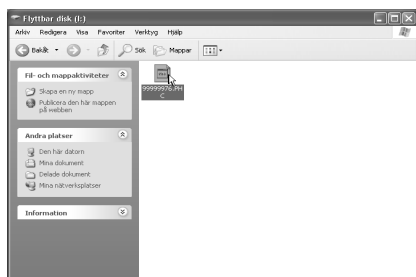 Flyttbar disk (I:)
Arkiv Redigera Visa Favoriter Verktyg Hjälp
Bakåt Sök Mappar
Fil- och mappaktiviteter
Skapa en ny mapp
Publicera den här mappen
på webben
99999976.PH
C
Andra platser
Den här datorn
Mina dokument
Delade dokument
Mina nätverksplatser
Information